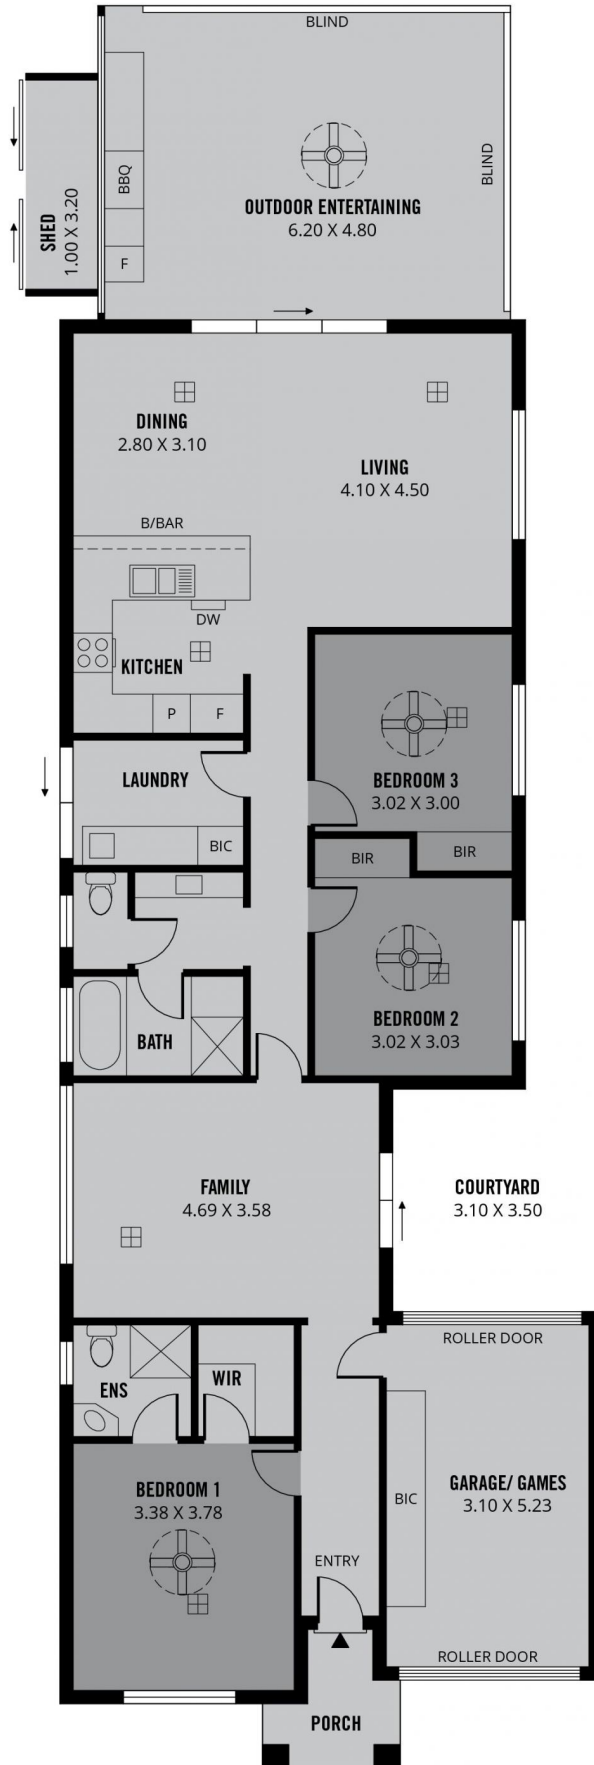 BLIND
BLIND
BBQ
F
SHED
1.00 X 3.20
OUTDOOR ENTERTAINING
6.20 X 4.80
DINING
2.80 X 3.10
LIVING
4.10 X 4.50
B/BAR
DW
KITCHEN
P
F
LAUNDRY
BIC
BEDROOM 3
3.02 X 3.00
BIR
BIR
BATH
BEDROOM 2
3.02 X 3.03
FAMILY
4.69 X 3.58
COURTYARD
3.10 X 3.50
ROLLER DOOR
ENS
WIR
BEDROOM 1
3.38 X 3.78
BIC
GARAGE/ GAMES
3.10 X 5.23
ENTRY
ROLLER DOOR
PORCH